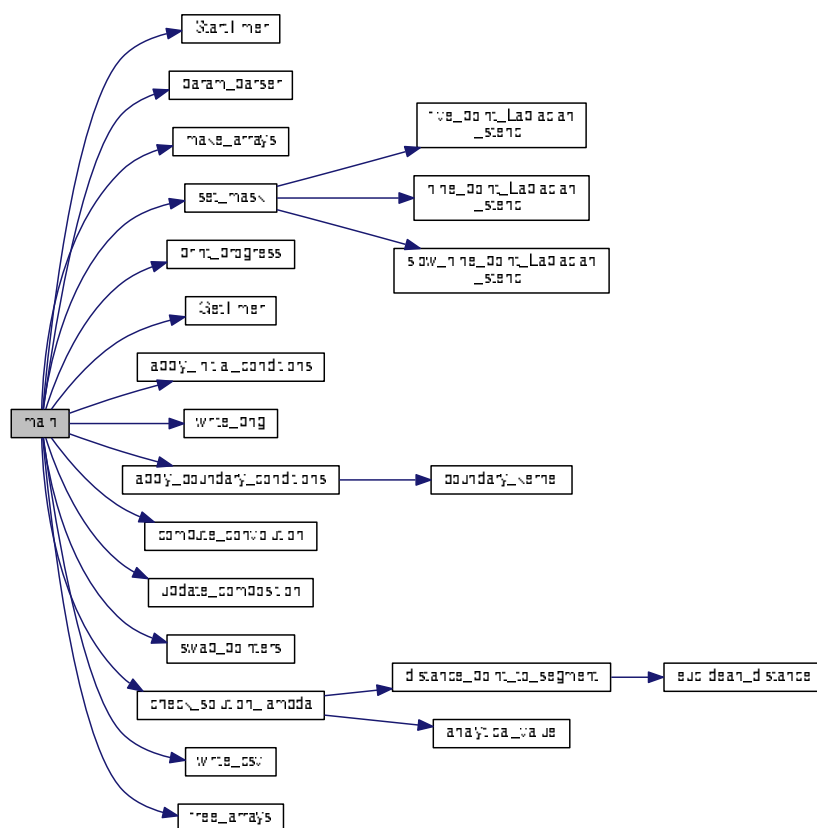 StartTimer
param_parser
make_arrays
set_mask
print_progress
GetTimer
apply_initial_conditions
main
write_png
apply_boundary_conditions
compute_convolution
update_composition
swap_pointers
check_solution_lambda
write_csv
free_arrays
five_point_Laplacian
_stencil
nine_point_Laplacian
_stencil
slow_nine_point_Laplacian
_stencil
boundary_kernel
distance_point_to_segment
analytical_value
euclidean_distance